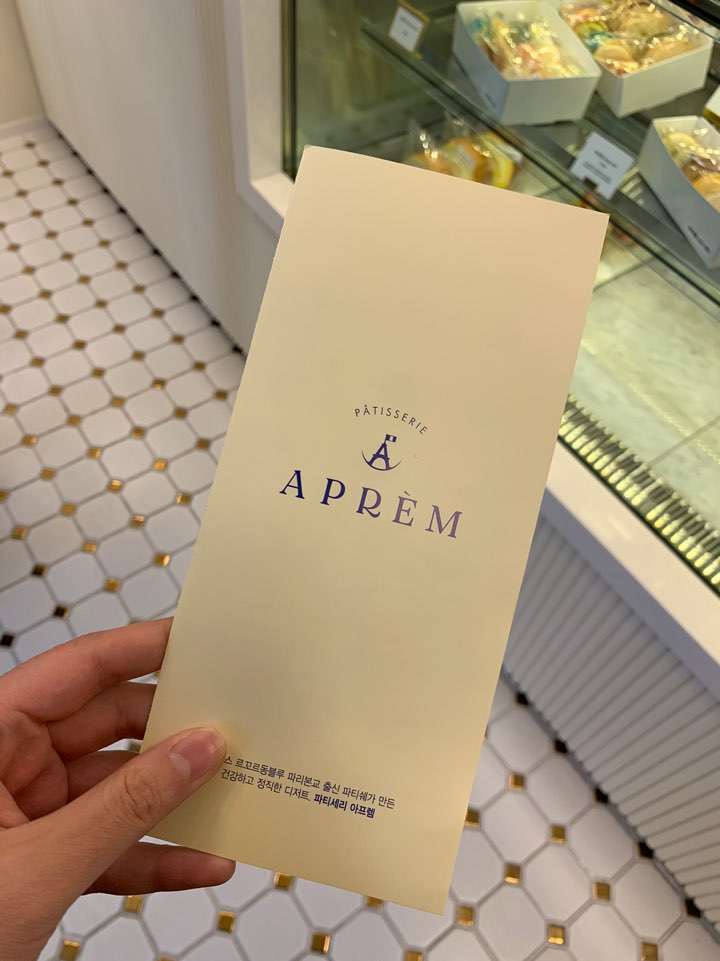 PÂTISSERIE
APRÈM
르꼬르동블루 파리본교 출신 파티쉐가 만든
건강하고 정직한 디저트, 파티세리 아프렘